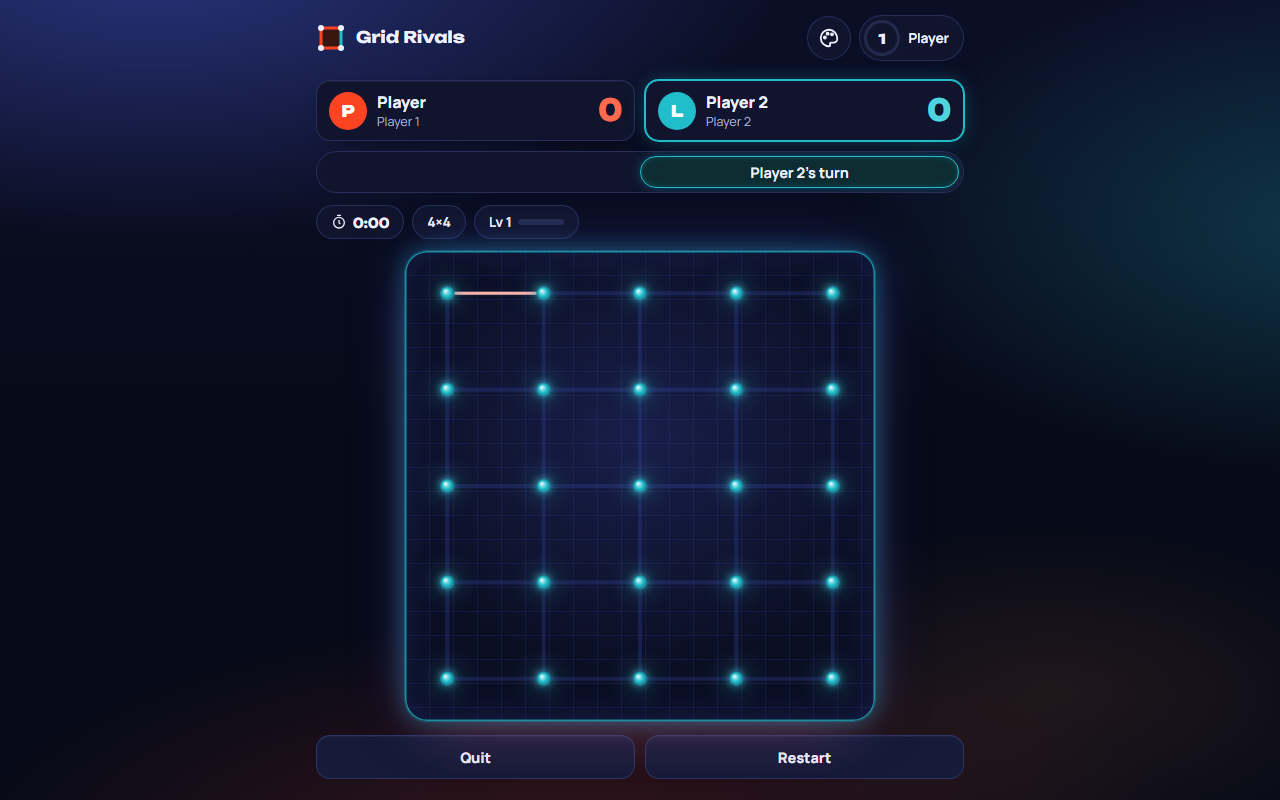 Grid Rivals
1 Player
P Player 0
Player 1
L Player 2 0
Player 2
Player 2's turn
0:00 4×4 Lv 1
Quit Restart